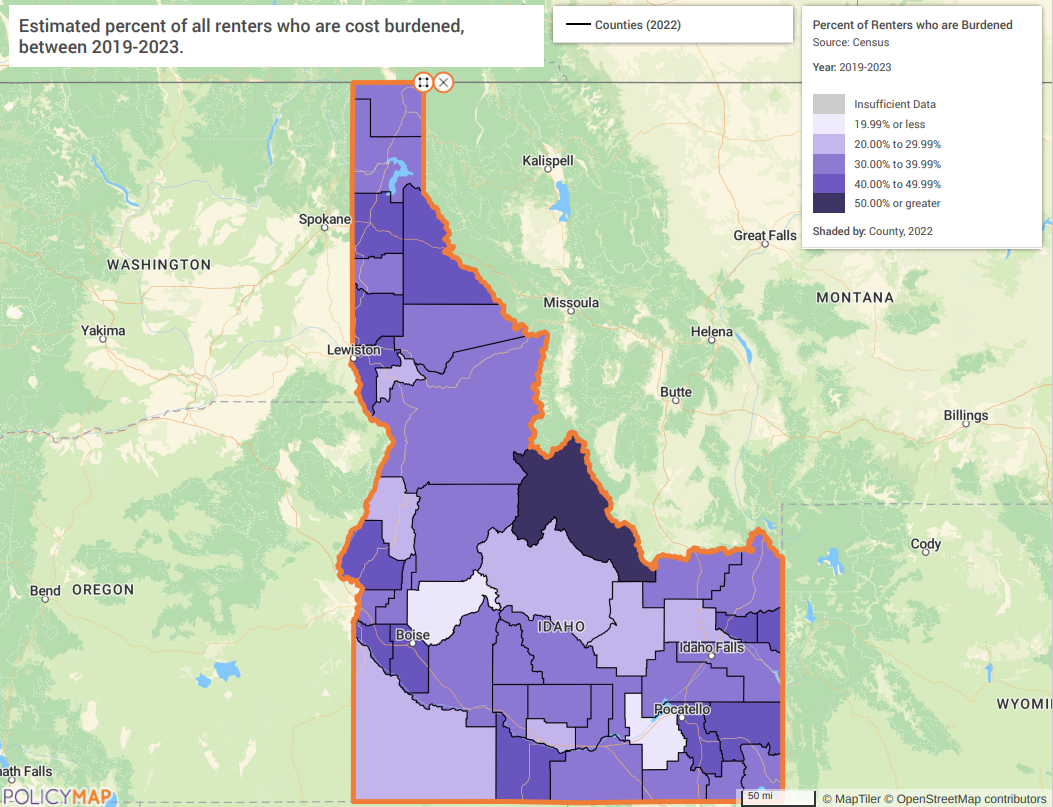 Estimated percent of all renters who are cost burdened,
between 2019-2023.
Counties (2022)
Percent of Renters who are Burdened
Source: Census
Year: 2019-2023
Insufficient Data
19.99% or less
20.00% to 29.99%
30.00% to 39.99%
40.00% to 49.99%
50.00% or greater
Shaded by: County, 2022
Kalispell
Spokane
Great Falls
WASHINGTON
MONTANA
Missoula
Yakima
Helena
Lewiston
Butte
Billings
Cody
Bend
OREGON
IDAHO
Boise
Idaho Falls
WYOMI
Pocatello
ath Falls
POLICYMAP
50 mi
© MapTiler © OpenStreetMap contributors